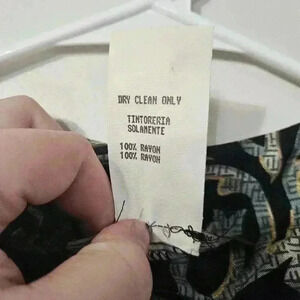 DRY CLEAN ONLY
TINTORERIA
SOLAMENTE
100% RAYON
100% RAYON